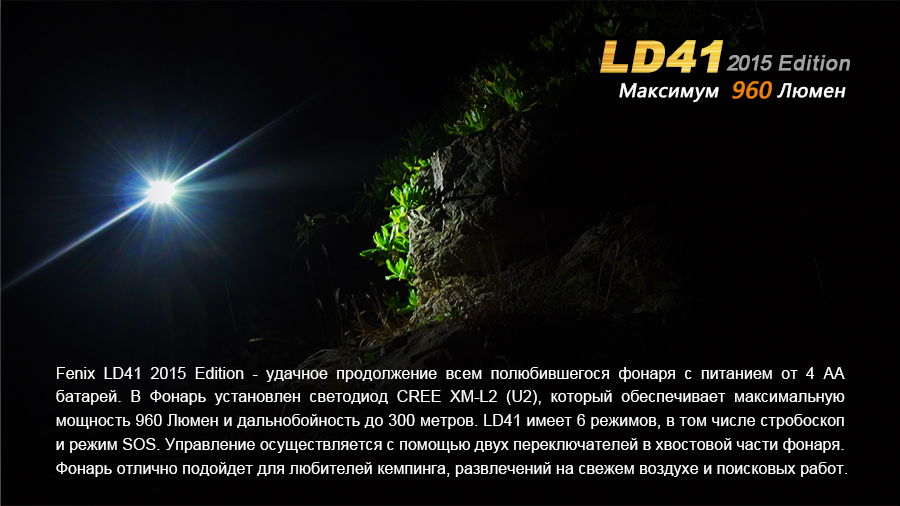 LD41 2015 Edition
Максимум 960 Люмен
Fenix LD41 2015 Edition - удачное продолжение всем полюбившегося фонаря с питанием от 4 АА
батарей. В Фонарь установлен светодиод CREE XM-L2 (U2), который обеспечивает максимальную
мощность 960 Люмен и дальнобойность до 300 метров. LD41 имеет 6 режимов, в том числе стробоскоп
и режим SOS. Управление осуществляется с помощью двух переключателей в хвостовой части фонаря.
Фонарь отлично подойдет для любителей кемпинга, развлечений на свежем воздухе и поисковых работ.